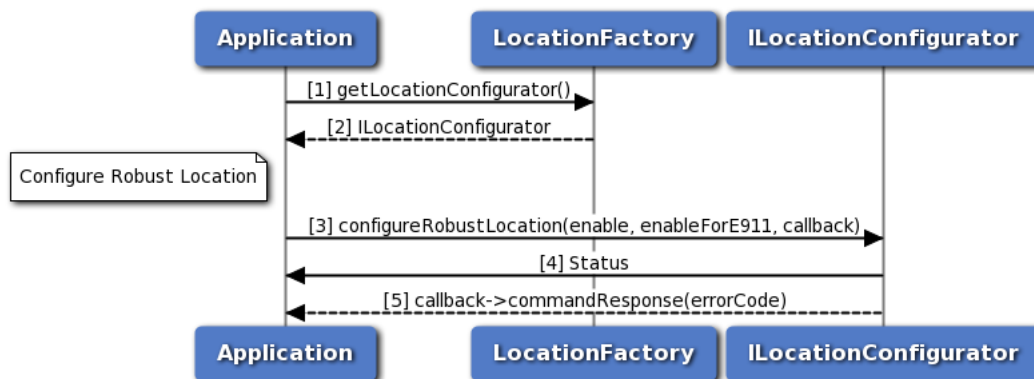 Application
LocationFactory
ILocationConfigurator
[1] getLocationConfigurator()
[2] ILocationConfigurator
Configure Robust Location
[3] configureRobustLocation(enable, enableForE911, callback)
[4] Status
[5] callback->commandResponse(errorCode)
Application
LocationFactory
ILocationConfigurator